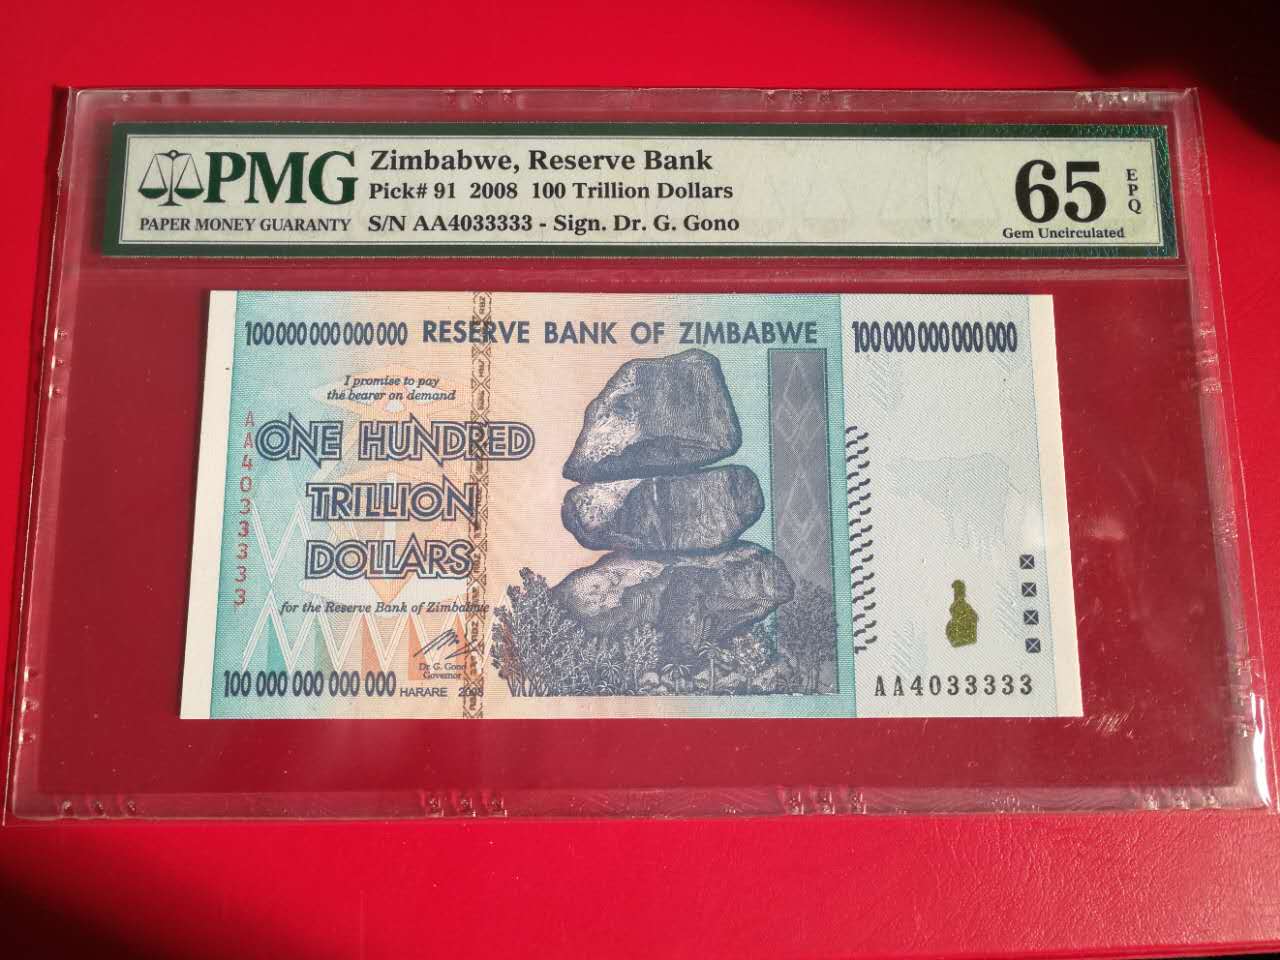 PMG
PAPER MONEY GUARANTY
Zimbabwe, Reserve Bank
Pick# 91 2008 100 Trillion Dollars
S/N AA4033333 - Sign. Dr. G. Gono
65
EPQ
Gem Uncirculated
100 000 000 000 000
RESERVE BANK OF ZIMBABWE
100 000 000 000 000
I promise to pay
the bearer on demand
AA4033333
ONE HUNDRED
TRILLION
DOLLARS
for the Reserve Bank of Zimbabwe
Dr. G. Gono
Governor
100 000 000 000 000
HARARE 2008
AA4033333
RBZ